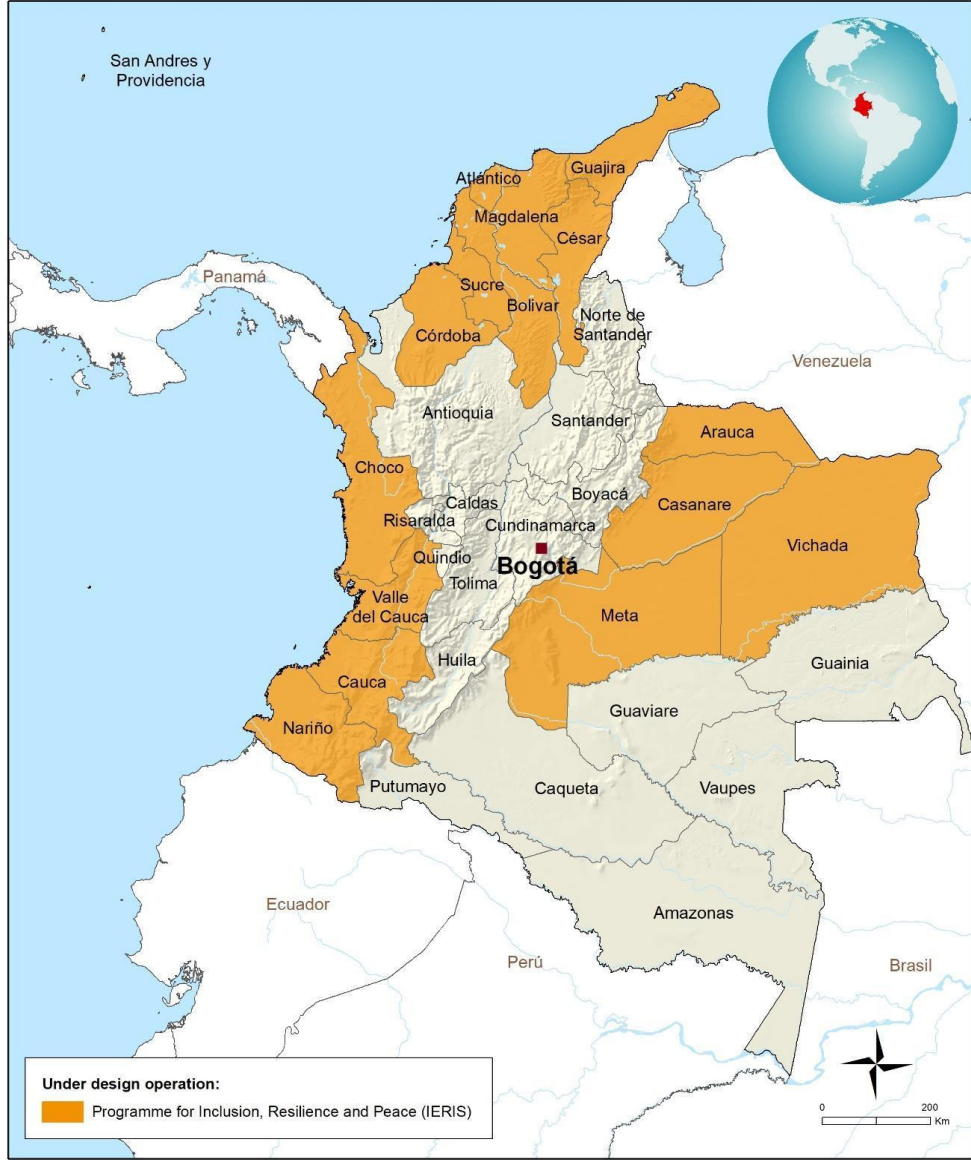 San Andres y
Providencia
Guajira
Atlántico
Magdalena
César
Panamá
Sucre
Bolivar
Norte de
Santander
Córdoba
Venezuela
Antioquia
Santander
Arauca
Choco
Boyacá
Caldas
Casanare
Risaralda
Cundinamarca
Vichada
Quindio
Bogotá
Tolima
Valle
del Cauca
Meta
Huila
Guainia
Cauca
Guaviare
Nariño
Putumayo
Caqueta
Vaupes
Ecuador
Amazonas
Perú
Brasil
Under design operation:
Programme for Inclusion, Resilience and Peace (IERIS)
0 200
Km